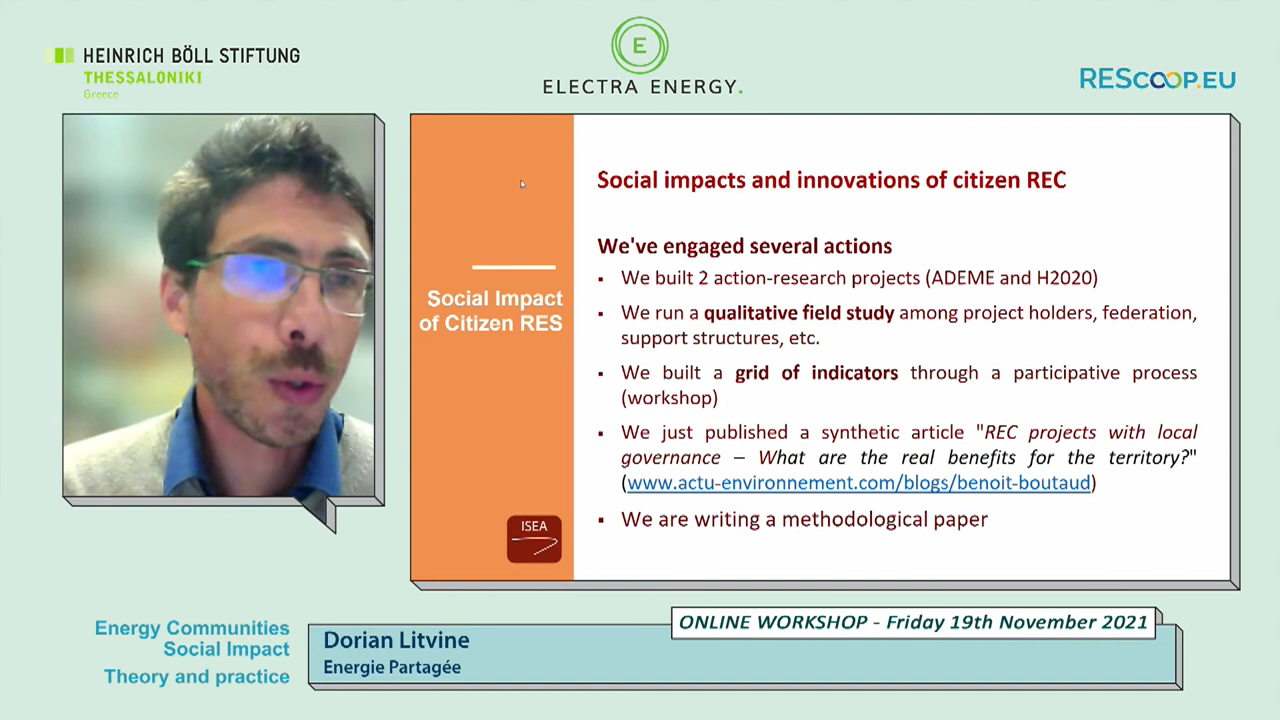 HEINRICH BÖLL STIFTUNG
THESSALONIKI
Greece
E
ELECTRA ENERGY.
REScoop.EU
Social Impact
of Citizen RES
ISEA
Social impacts and innovations of citizen REC
We've engaged several actions
▪ We built 2 action-research projects (ADEME and H2020)
▪ We run a qualitative field study among project holders, federation,
support structures, etc.
▪ We built a grid of indicators through a participative process
(workshop)
▪ We just published a synthetic article "REC projects with local
governance – What are the real benefits for the territory?"
(www.actu-environnement.com/blogs/benoit-boutaud)
▪ We are writing a methodological paper
ONLINE WORKSHOP - Friday 19th November 2021
Energy Communities
Social Impact
Theory and practice
Dorian Litvine
Energie Partagée